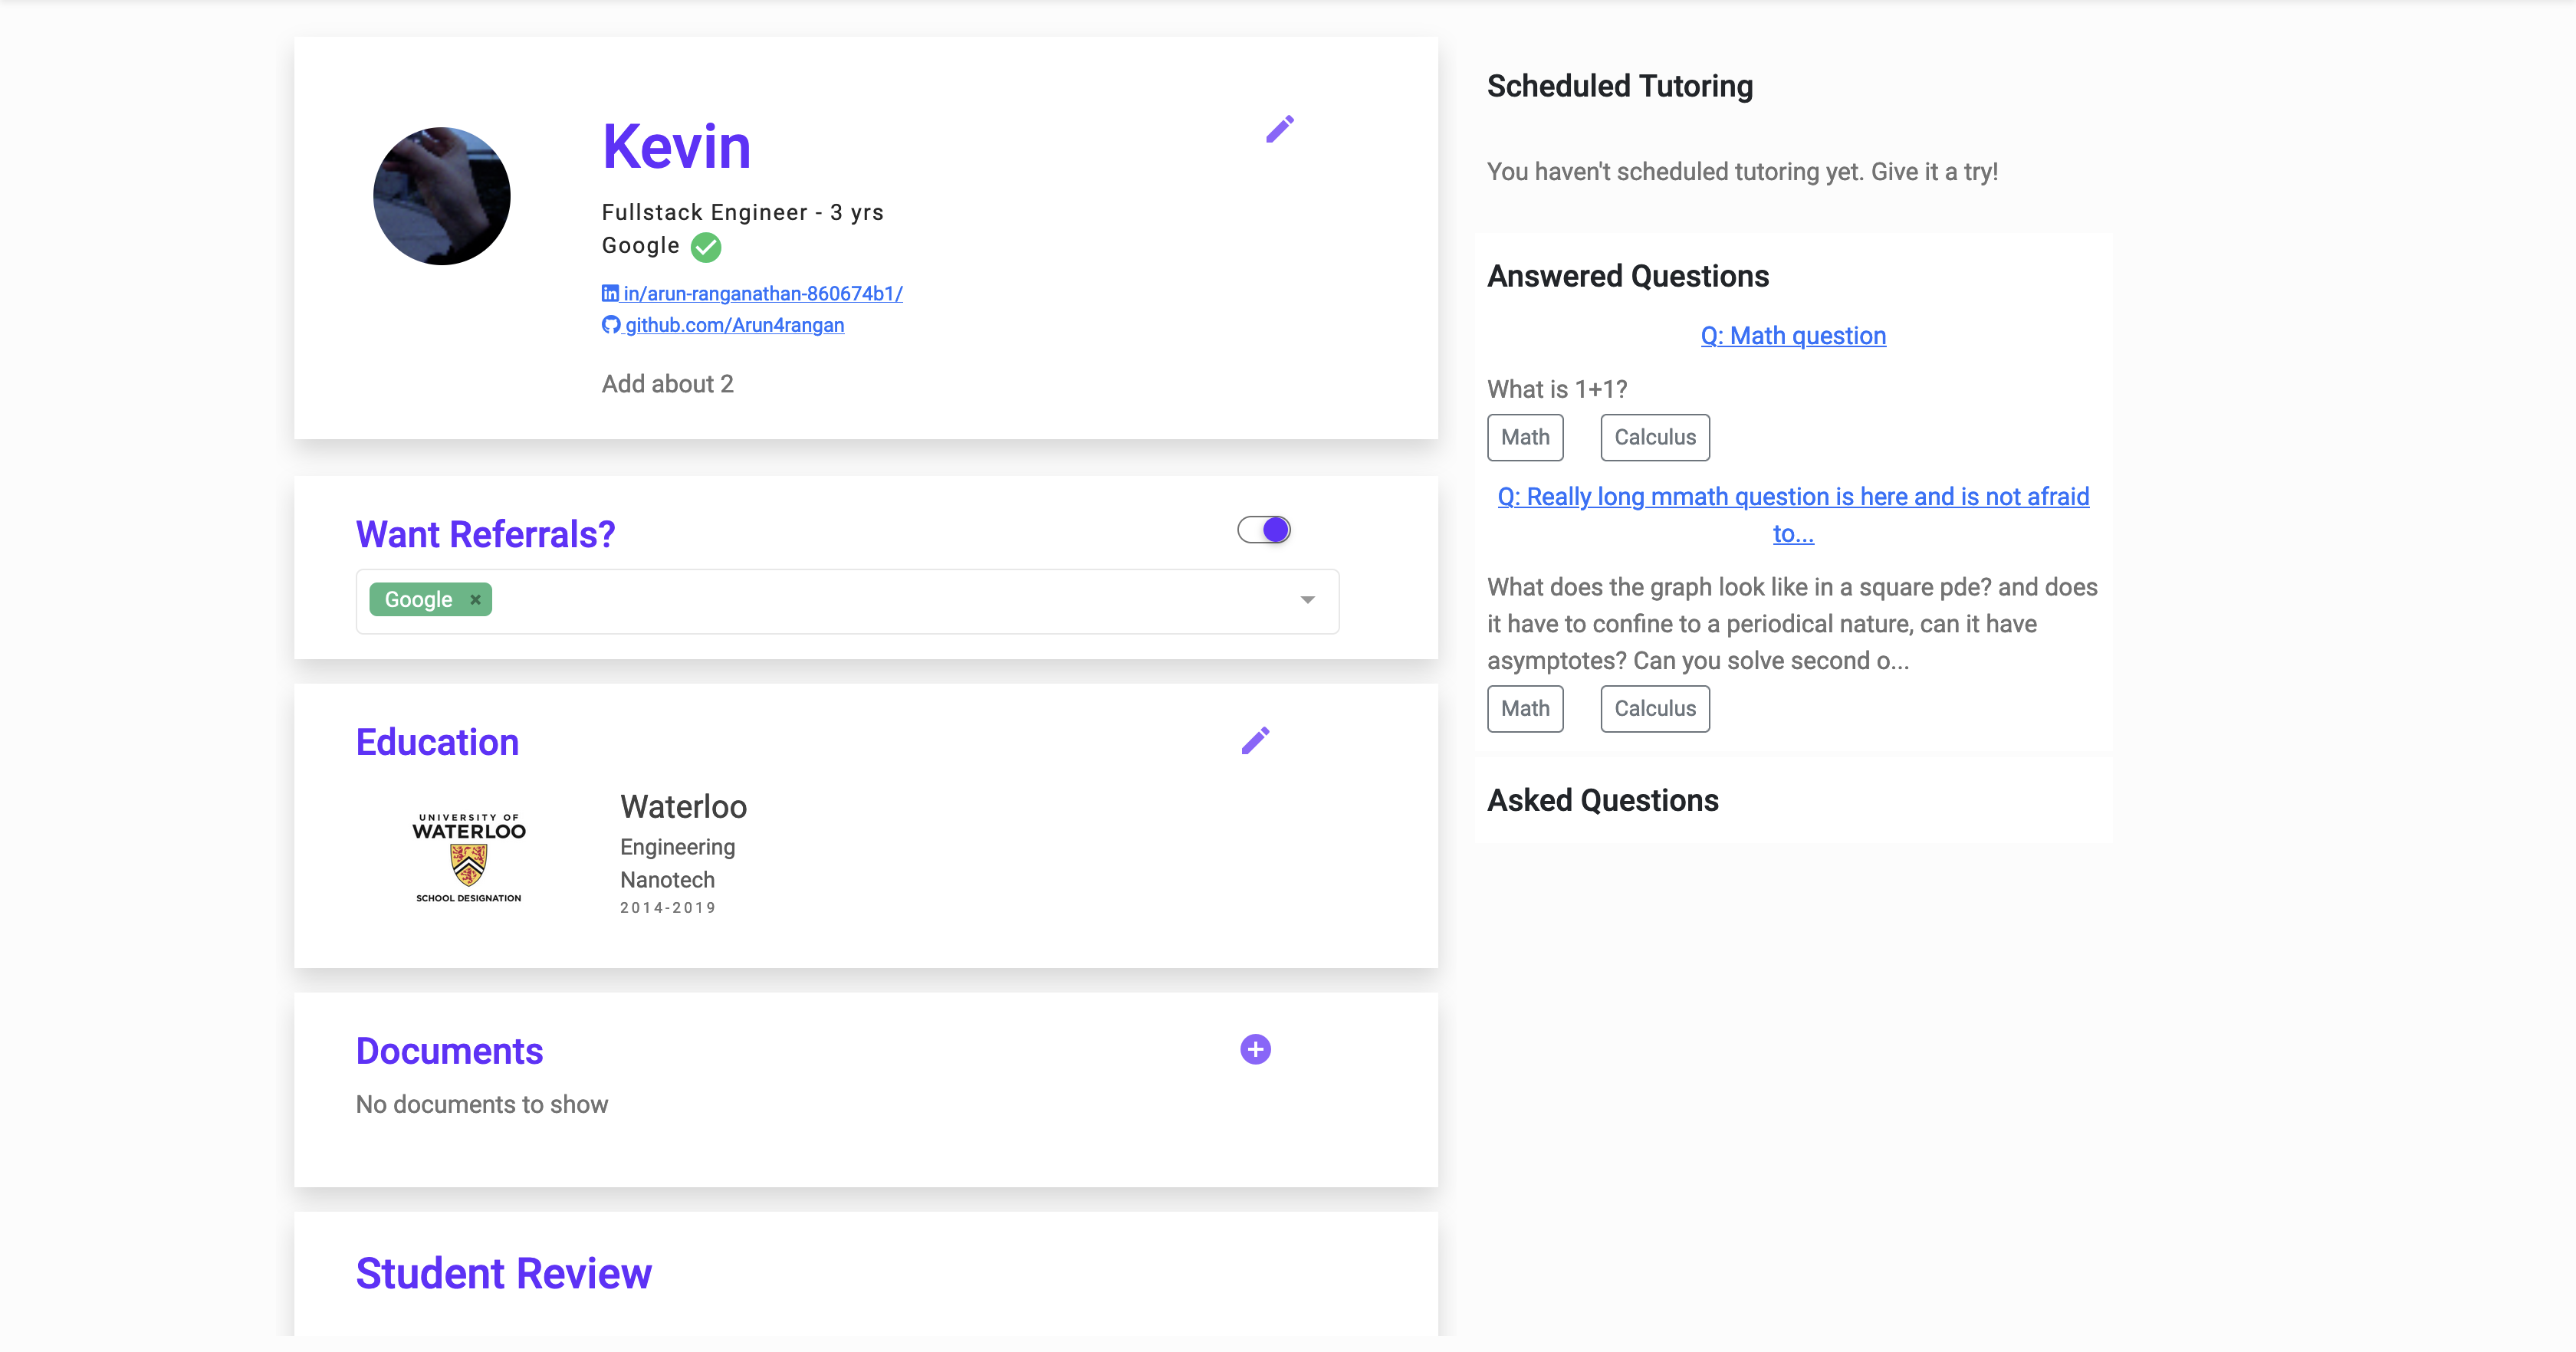 Kevin
Fullstack Engineer - 3 yrs
Google
in/arun-ranganathan-860674b1/
github.com/Arun4rangan
Add about 2
Want Referrals?
Google ×
Education
UNIVERSITY OF
WATERLOO
SCHOOL DESIGNATION
Waterloo
Engineering
Nanotech
2014-2019
Documents
No documents to show
Student Review
Scheduled Tutoring
You haven't scheduled tutoring yet. Give it a try!
Answered Questions
Q: Math question
What is 1+1?
Math Calculus
Q: Really long mmath question is here and is not afraid
to...
What does the graph look like in a square pde? and does
it have to confine to a periodical nature, can it have
asymptotes? Can you solve second o...
Math Calculus
Asked Questions